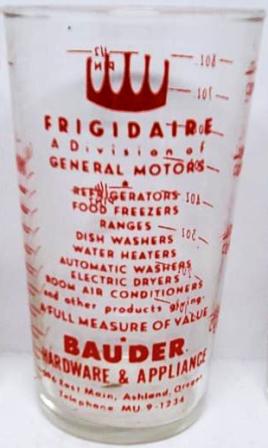 FRIGIDAIRE
A Division of
GENERAL MOTORS
REFRIGERATORS
FOOD FREEZERS
RANGES
DISH WASHERS
WATER HEATERS
AUTOMATIC WASHERS
ELECTRIC DRYERS
ROOM AIR CONDITIONERS
and other products giving:
A FULL MEASURE OF VALUE
BAUDER
HARDWARE & APPLIANCE
East Main, Ashland, Oregon
Telephone MU 9-1234